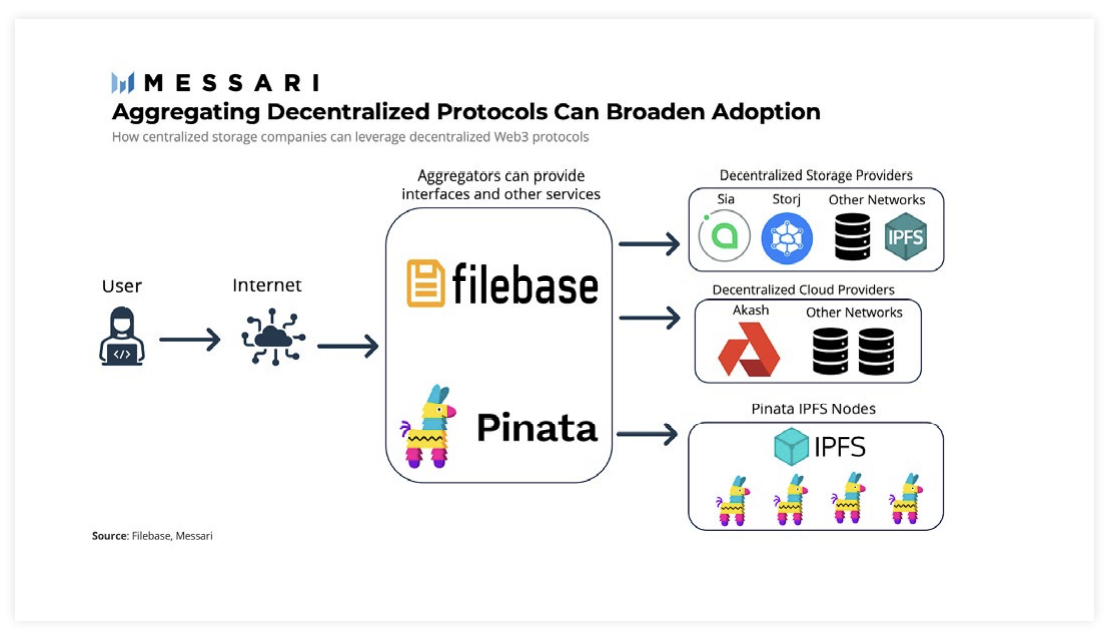 MESSARI
Aggregating Decentralized Protocols Can Broaden Adoption
How centralized storage companies can leverage decentralized Web3 protocols
User
Internet
Aggregators can provide
interfaces and other services
filebase
Pinata
Decentralized Storage Providers
Sia Storj Other Networks
IPFS
Decentralized Cloud Providers
Akash Other Networks
Pinata IPFS Nodes
IPFS
Source: Filebase, Messari